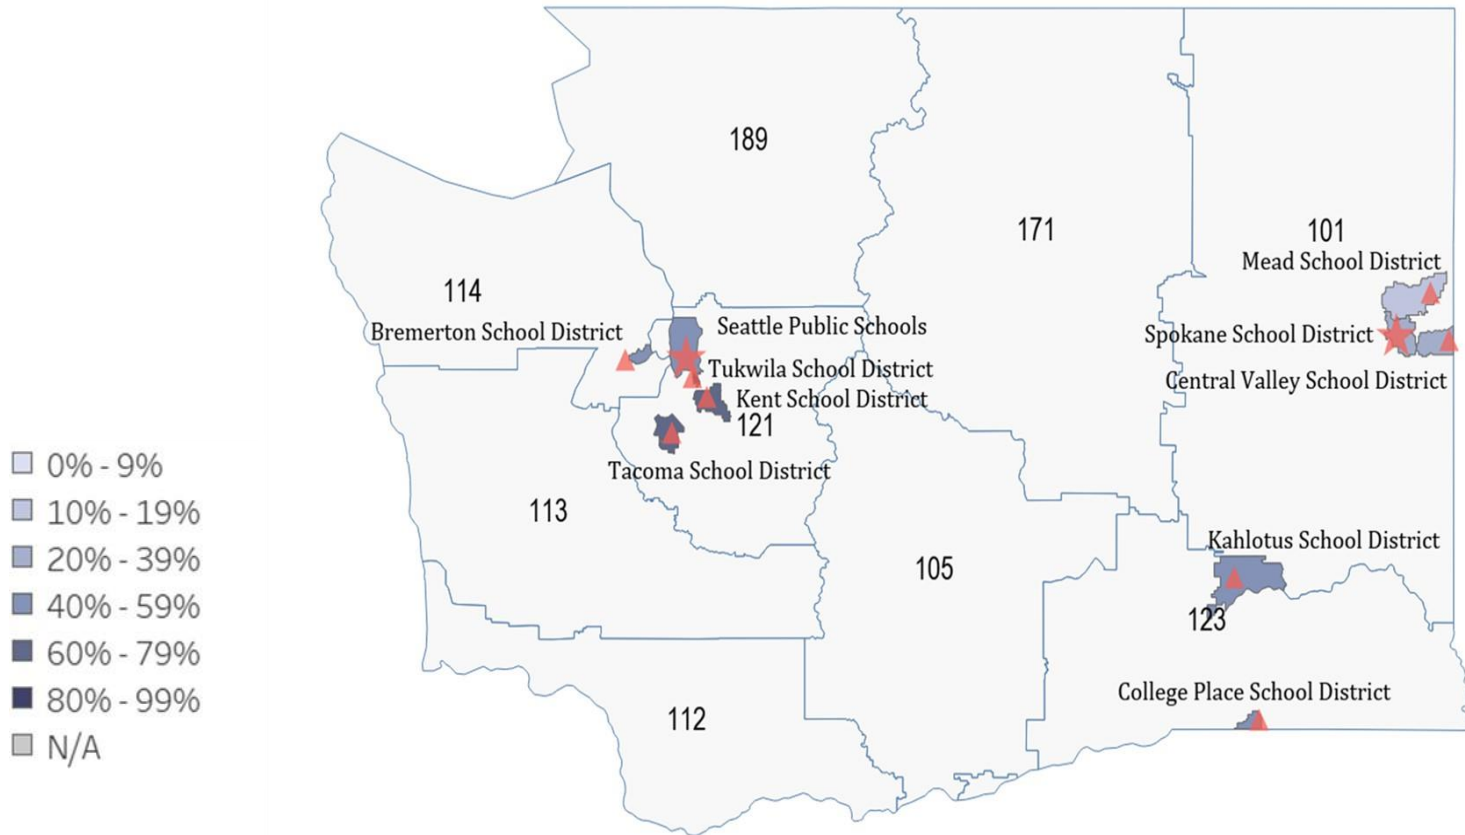 189
171
101
Mead School District
114
Bremerton School District
Seattle Public Schools
Spokane School District
Tukwila School District
Central Valley School District
Kent School District
121
Tacoma School District
0% - 9%
10% - 19%
20% - 39%
40% - 59%
60% - 79%
80% - 99%
N/A
113
Kahlotus School District
105
123
College Place School District
112